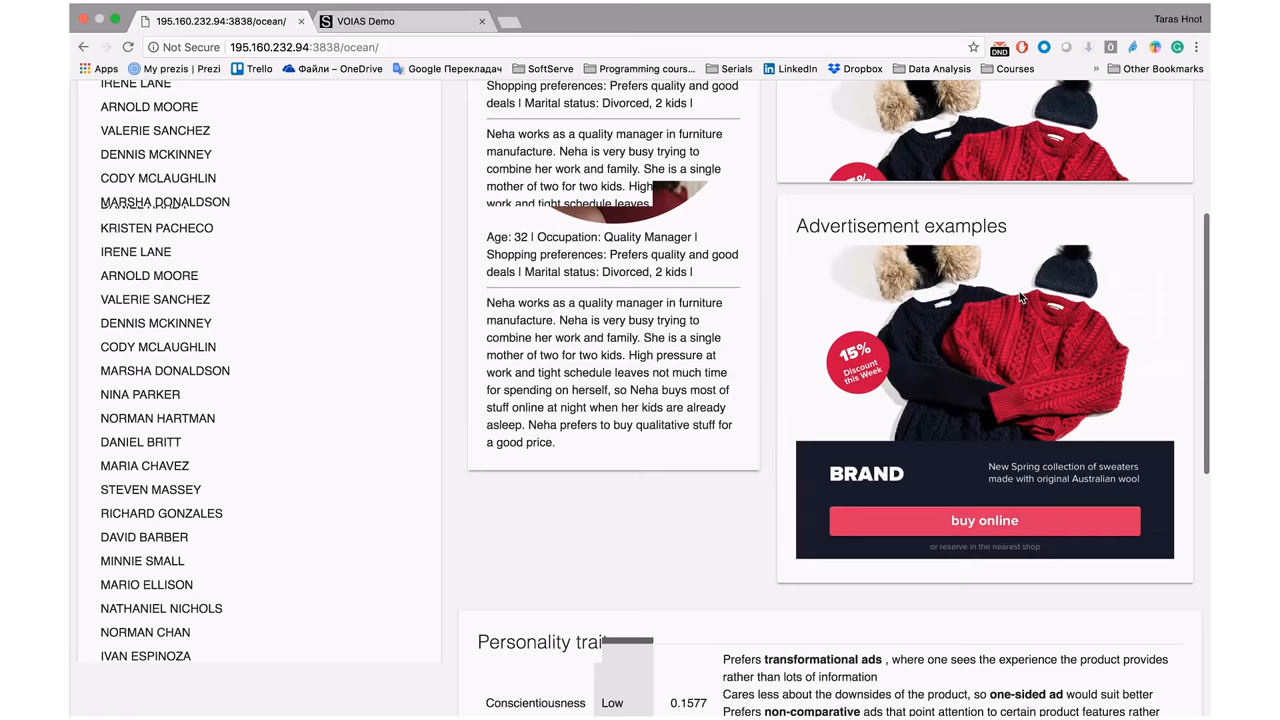 195.160.232.94:3838/ocean/
VOIAS Demo
Taras Hnot
Not Secure
195.160.232.94:3838/ocean/
DND
Apps
My prezis | Prezi
Trello
Файли – OneDrive
Google Перекладач
SoftServe
Programming cours...
Serials
LinkedIn
Dropbox
Data Analysis
Courses
»
Other Bookmarks
IRENE LANE
ARNOLD MOORE
VALERIE SANCHEZ
DENNIS MCKINNEY
CODY MCLAUGHLIN
MARSHA DONALDSON
KRISTEN PACHECO
IRENE LANE
ARNOLD MOORE
VALERIE SANCHEZ
DENNIS MCKINNEY
CODY MCLAUGHLIN
MARSHA DONALDSON
NINA PARKER
NORMAN HARTMAN
DANIEL BRITT
MARIA CHAVEZ
STEVEN MASSEY
RICHARD GONZALES
DAVID BARBER
MINNIE SMALL
MARIO ELLISON
NATHANIEL NICHOLS
NORMAN CHAN
IVAN ESPINOZA
Shopping preferences: Prefers quality and good
deals | Marital status: Divorced, 2 kids |
Neha works as a quality manager in furniture
manufacture. Neha is very busy trying to
combine her work and family. She is a single
mother of two for two kids. High
work and tight schedule leaves
Age: 32 | Occupation: Quality Manager |
Shopping preferences: Prefers quality and good
deals | Marital status: Divorced, 2 kids |
Neha works as a quality manager in furniture
manufacture. Neha is very busy trying to
combine her work and family. She is a single
mother of two for two kids. High pressure at
work and tight schedule leaves not much time
for spending on herself, so Neha buys most of
stuff online at night when her kids are already
asleep. Neha prefers to buy qualitative stuff for
a good price.
Advertisement examples
15%
Discount
this Week
BRAND
New Spring collection of sweaters
made with original Australian wool
buy online
or reserve in the nearest shop
Personality trai
Conscientiousness
Low
0.1577
Prefers transformational ads , where one sees the experience the product provides
rather than lots of information
Cares less about the downsides of the product, so one-sided ad would suit better
Prefers non-comparative ads that point attention to certain product features rather